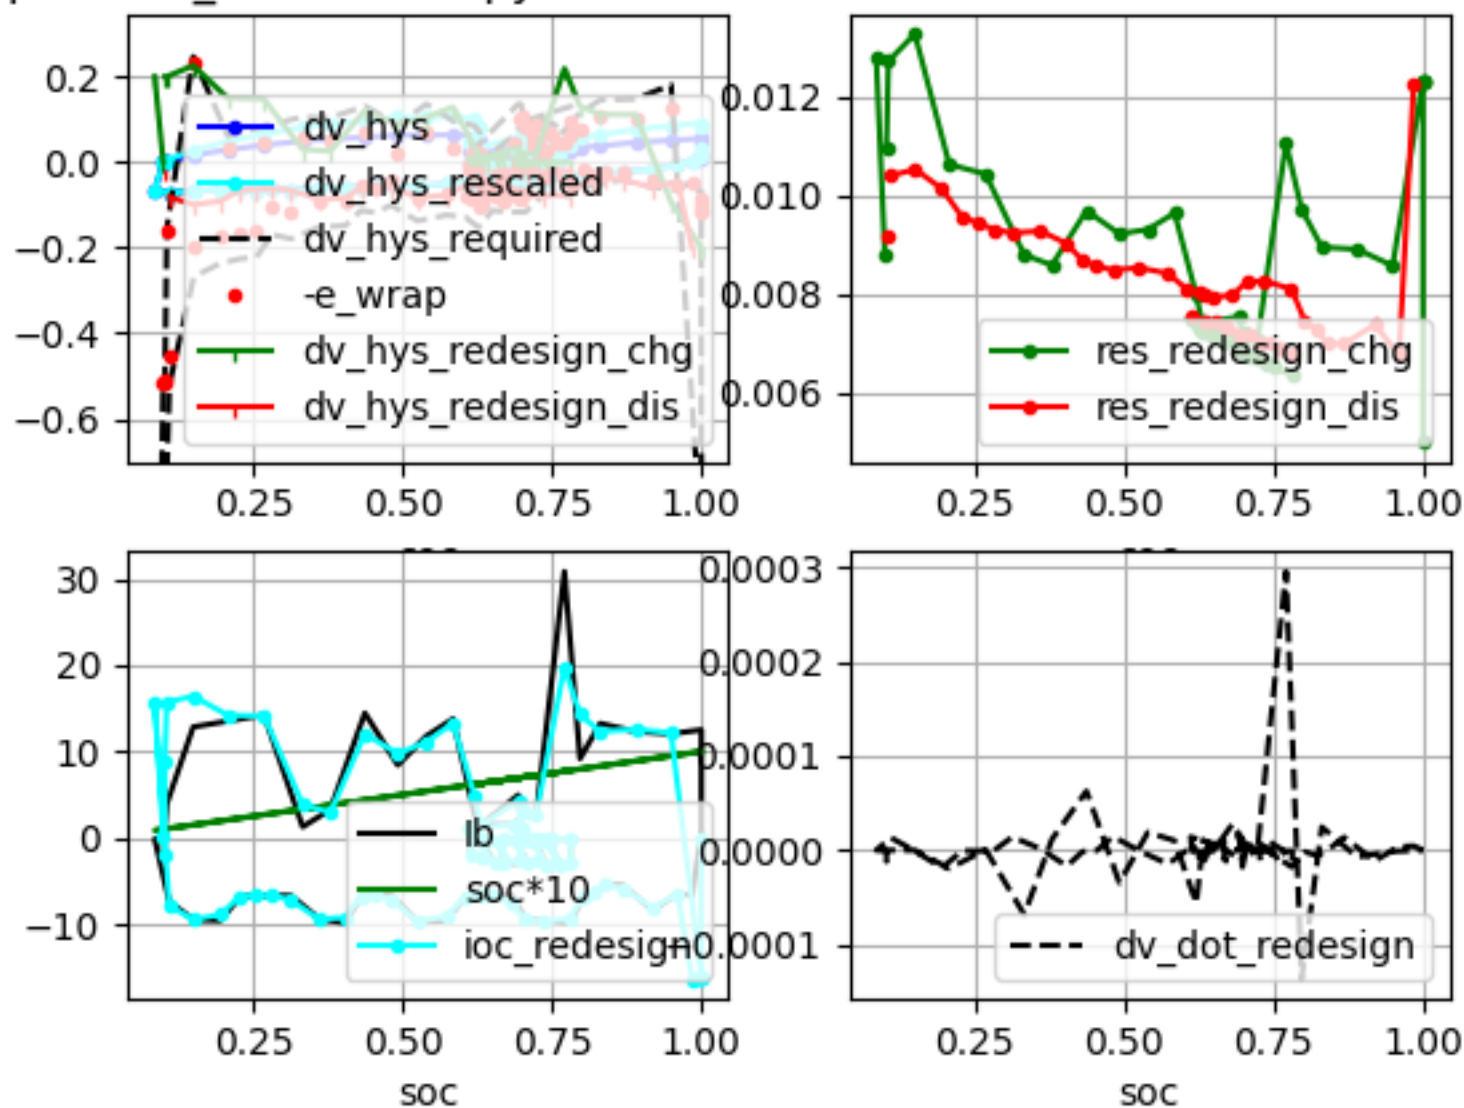 0.2
0.0
−0.2
−0.4
−0.6
dv_hys
dv_hys_rescaled
dv_hys_required
-e_wrap
dv_hys_redesign_chg
dv_hys_redesign_dis
0.25 0.50 0.75 1.00
0.012
0.010
0.008
0.006
res_redesign_chg
res_redesign_dis
0.25 0.50 0.75 1.00
30
20
10
0
−10
Ib
soc*10
ioc_redesign
0.25 0.50 0.75 1.00
soc
0.0003
0.0002
0.0001
0.0000
−0.0001
dv_dot_redesign
0.25 0.50 0.75 1.00
soc